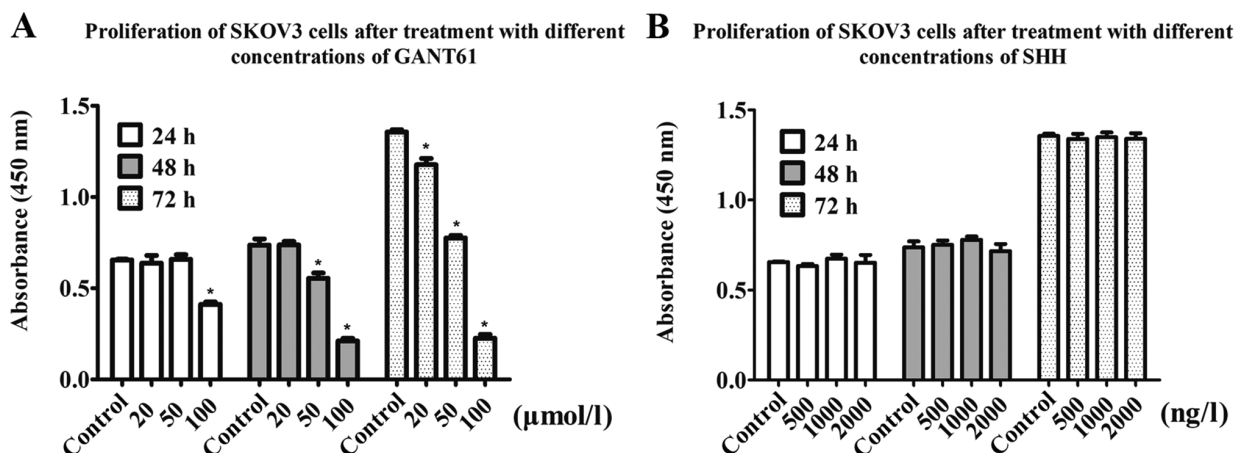 A
Proliferation of SKOV3 cells after treatment with different
concentrations of GANT61
Absorbance (450 nm)
1.5
1.0
0.5
0.0
24 h
48 h
72 h
*
*
*
*
*
*
Control 20 50 100 Control 20 50 100 Control 20 50 100 (µmol/l)
B
Proliferation of SKOV3 cells after treatment with different
concentrations of SHH
Absorbance (450 nm)
1.5
1.0
0.5
0.0
24 h
48 h
72 h
Control 500 1000 2000 Control 500 1000 2000 Control 500 1000 2000 (ng/l)